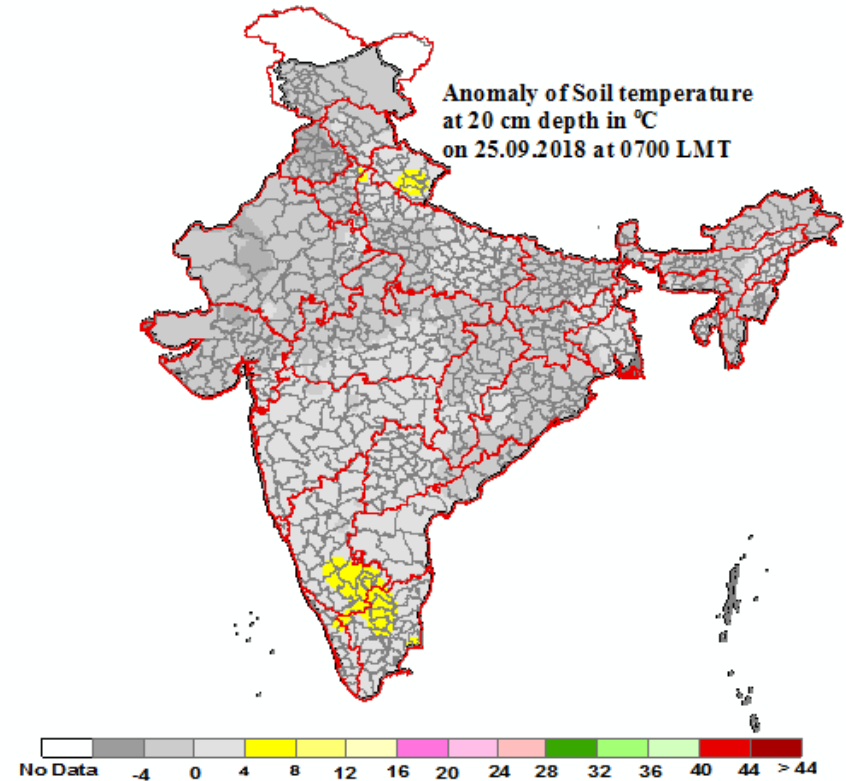 Anomaly of Soil temperature
at 20 cm depth in ⁰C
on 25.09.2018 at 0700 LMT
No Data -4 0 4 8 12 16 20 24 28 32 36 40 44 >44